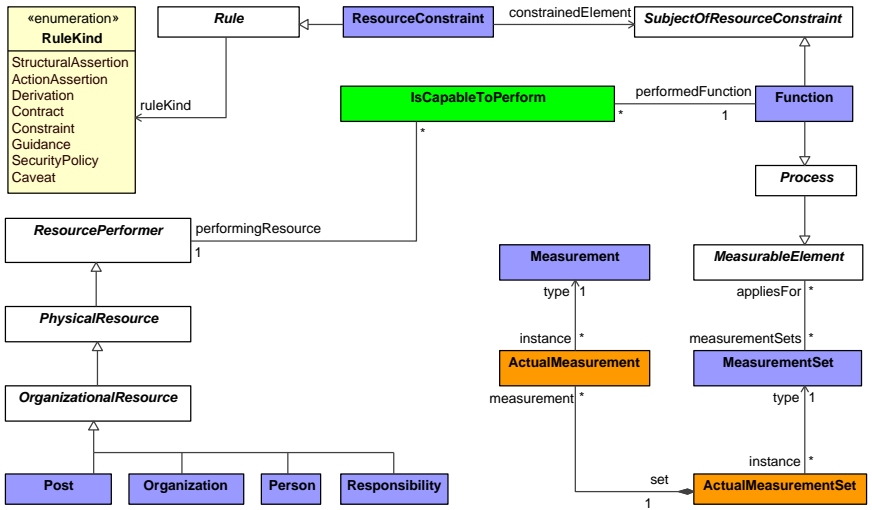 «enumeration»
RuleKind
StructuralAssertion
ActionAssertion
Derivation
Contract
Constraint
Guidance
SecurityPolicy
Caveat
Rule
ResourceConstraint
constrainedElement
SubjectOfResourceConstraint
ruleKind
IsCapableToPerform
performedFunction
*
1
Function
*
Process
ResourcePerformer
performingResource
1
Measurement
MeasurableElement
type
1
appliesFor
*
PhysicalResource
instance
*
measurementSets
*
ActualMeasurement
MeasurementSet
OrganizationalResource
measurement
*
type
1
instance
*
set
1
Post
Organization
Person
Responsibility
ActualMeasurementSet